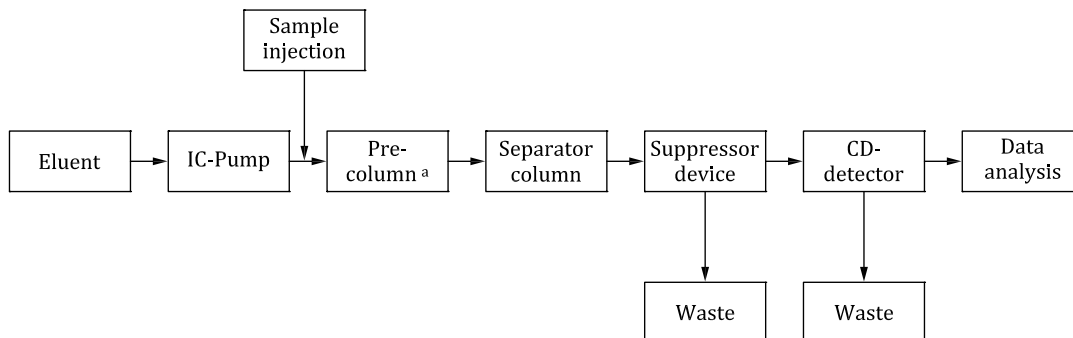 Sample
injection
Eluent
IC-Pump
Pre-
column a
Separator
column
Suppressor
device
CD-
detector
Data
analysis
Waste
Waste